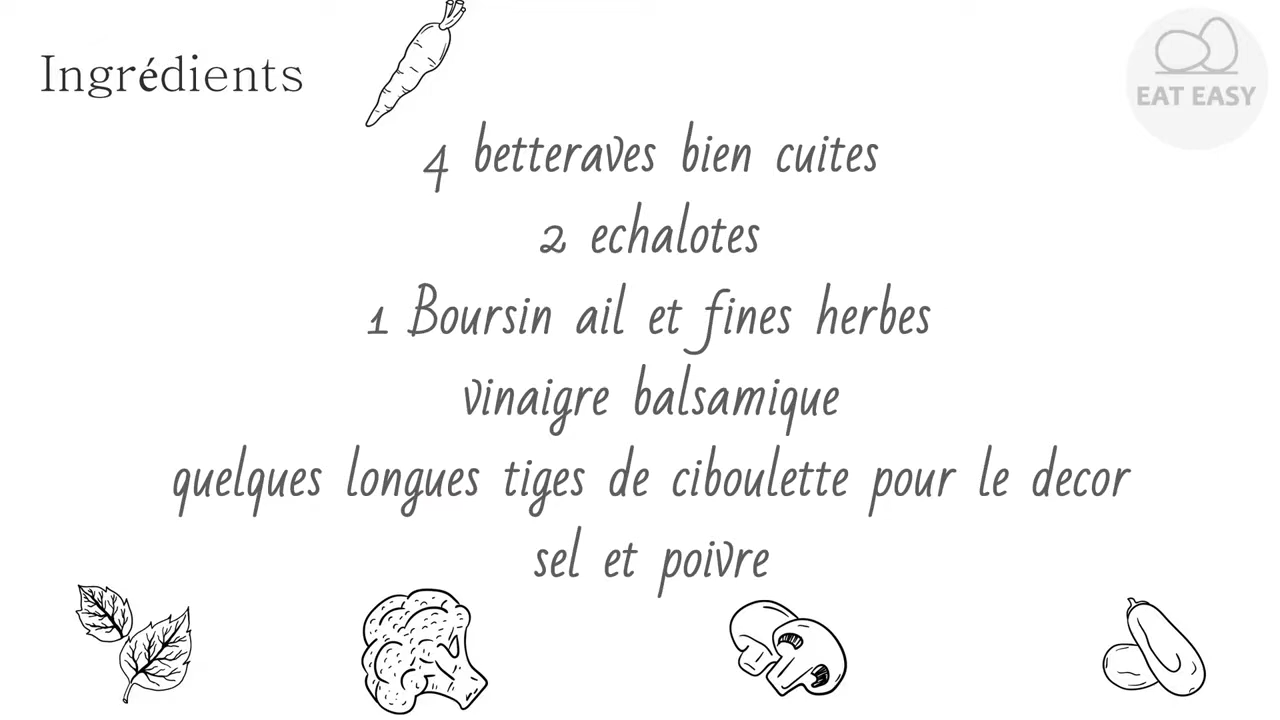 Ingrédients
EAT EASY
4 betteraves bien cuites
2 echalotes
1 Boursin ail et fines herbes
vinaigre balsamique
quelques longues tiges de ciboulette pour le decor
sel et poivre